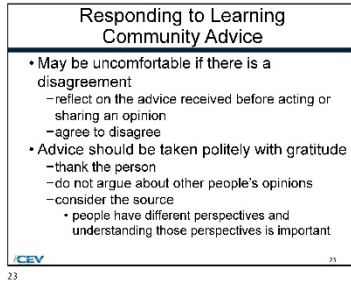 Responding to Learning
Community Advice
• May be uncomfortable if there is a
disagreement
–reflect on the advice received before acting or
sharing an opinion
–agree to disagree
• Advice should be taken politely with gratitude
–thank the person
–do not argue about other people's opinions
–consider the source
• people have different perspectives and
understanding those perspectives is important
iCEV
23
23